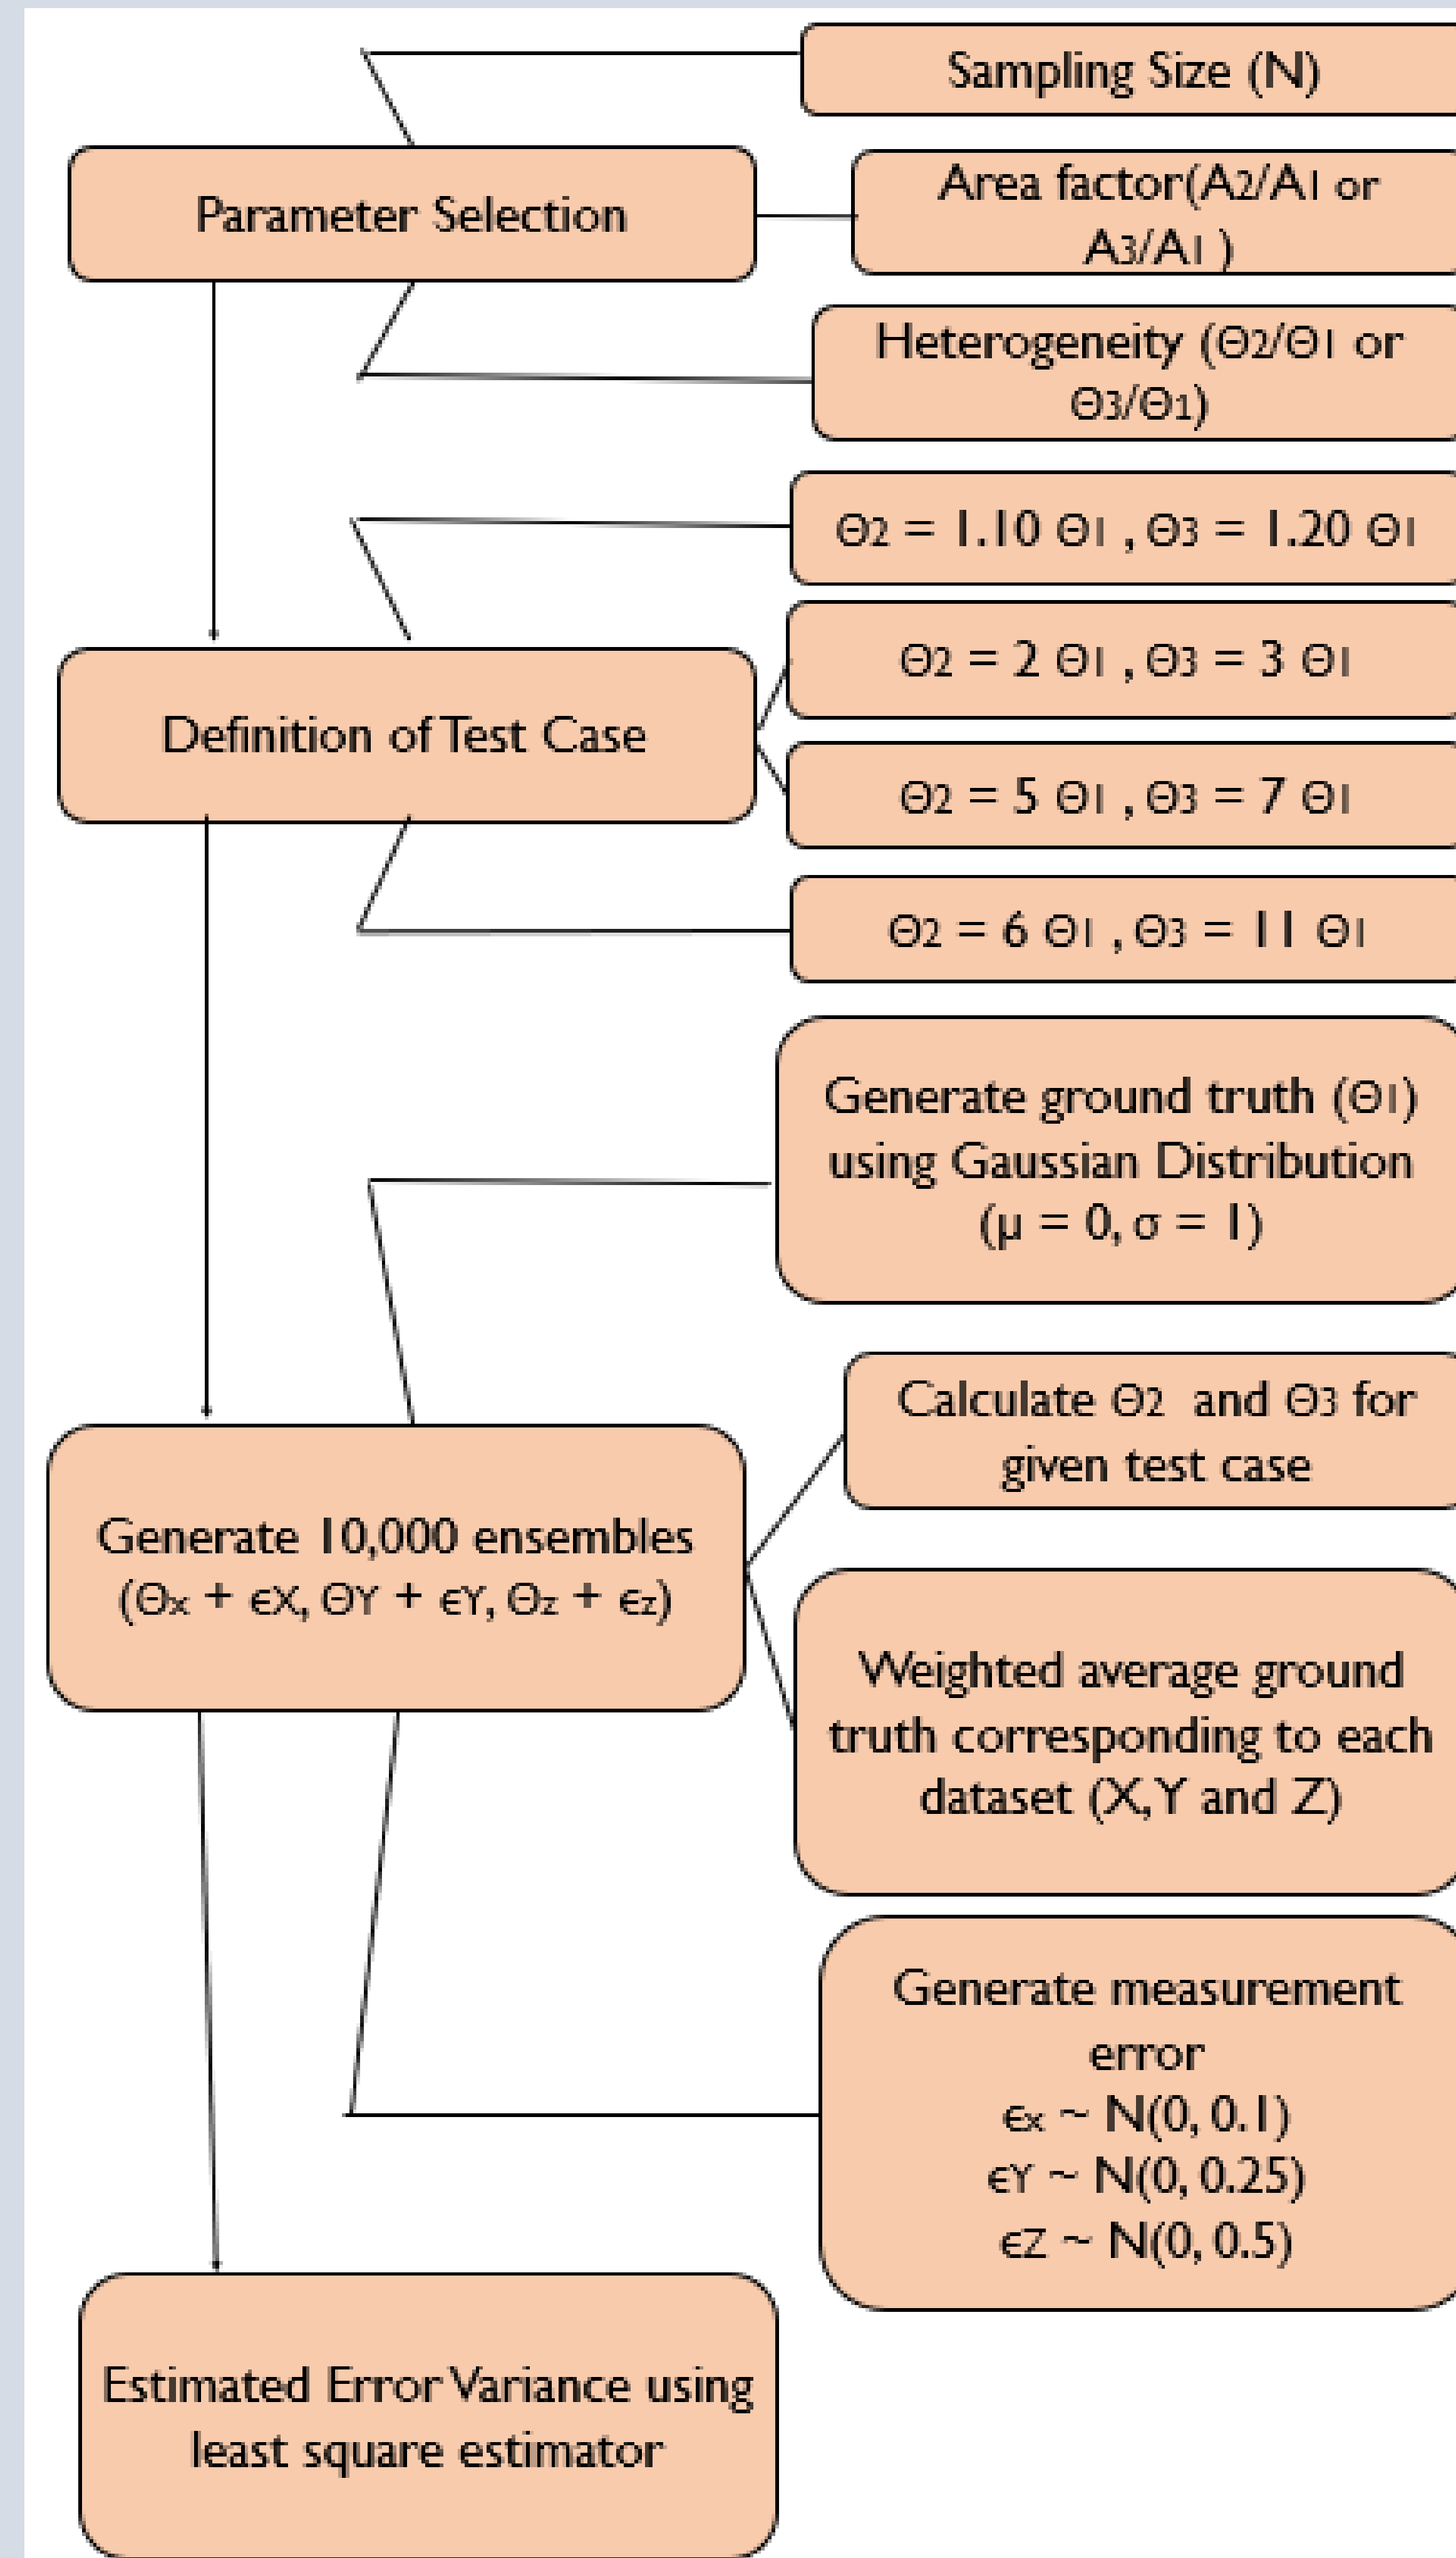 Sampling Size (N)
Parameter Selection
Area factor(A2/A1 or
A3/A1 )
Heterogeneity (Θ2/Θ1 or
Θ3/Θ1)
Θ2 = 1.10 Θ1 , Θ3 = 1.20 Θ1
Θ2 = 2 Θ1 , Θ3 = 3 Θ1
Definition of Test Case
Θ2 = 5 Θ1 , Θ3 = 7 Θ1
Θ2 = 6 Θ1 , Θ3 = 11 Θ1
Generate ground truth (Θ1)
using Gaussian Distribution
(μ = 0, σ = 1)
Calculate Θ2 and Θ3 for
given test case
Generate 10,000 ensembles
(Θx + ϵX, ΘY + ϵY, Θz + ϵz)
Weighted average ground
truth corresponding to each
dataset (X, Y and Z)
Generate measurement
error
ϵx ~ N(0, 0.1)
ϵY ~ N(0, 0.25)
ϵZ ~ N(0, 0.5)
Estimated Error Variance using
least square estimator